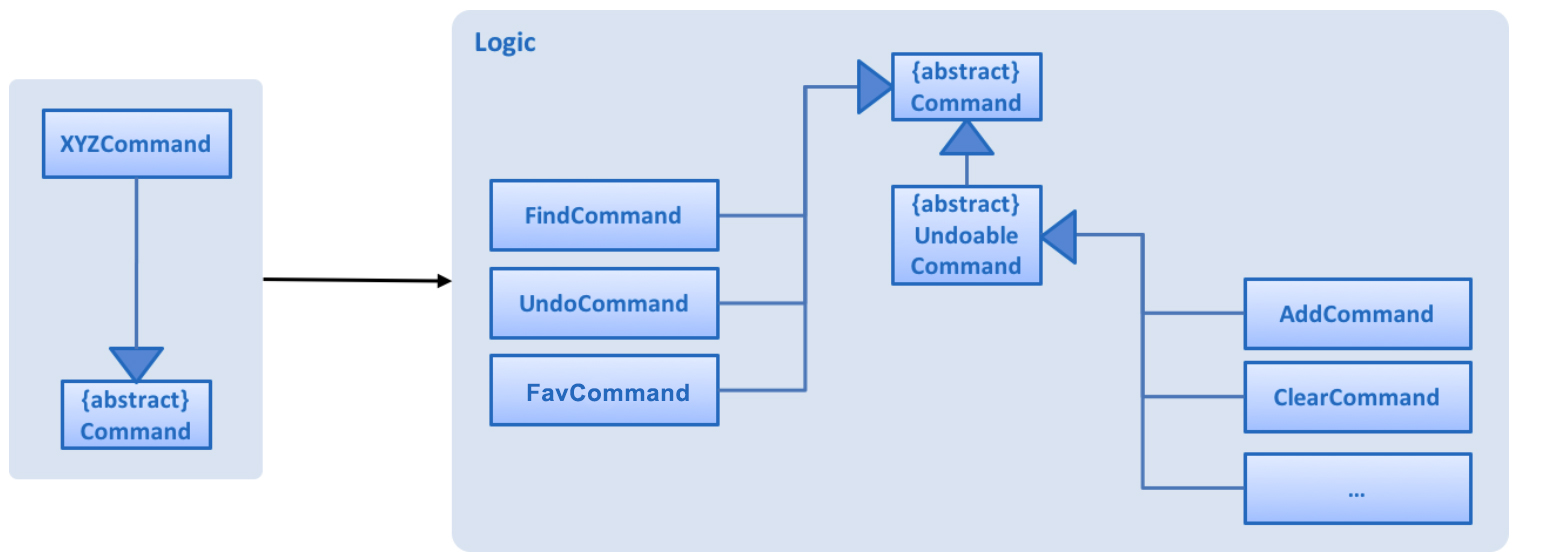 XYZCommand
{abstract}
Command
Logic
{abstract}
Command
{abstract}
Undoable
Command
FindCommand
UndoCommand
FavCommand
AddCommand
ClearCommand
...